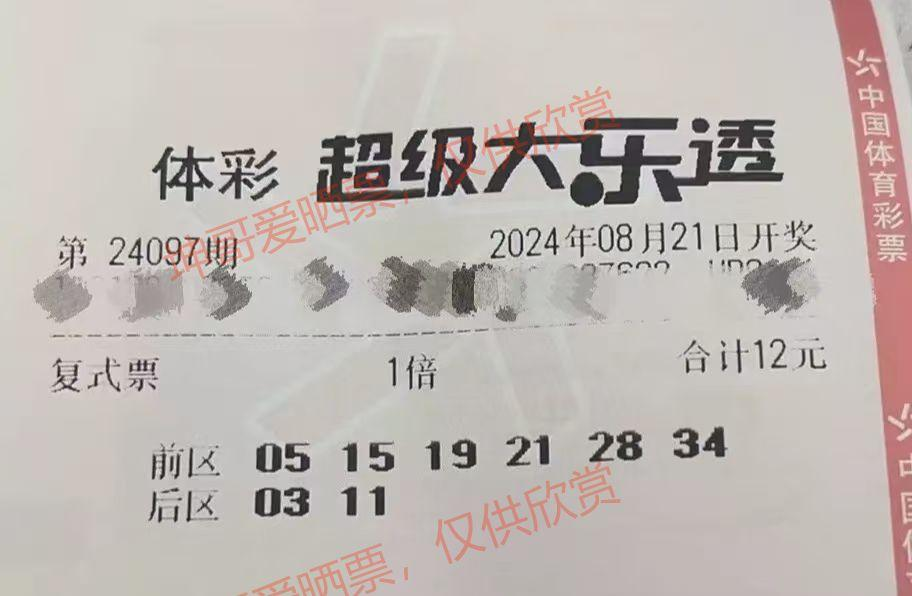 体彩 超级大乐透
第 24097期 2024年08月21日开奖
复式票 1倍 合计12元
前区 05 15 19 21 28 34
后区 03 11
中国体育彩票
中国体
坤哥爱晒票，仅供欣赏
坤哥爱晒票，仅供欣赏